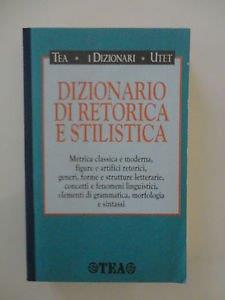 TEA • I DIZIONARI • UTET
DIZIONARIO
DI RETORICA
E STILISTICA
Metrica classica e moderna,
figure e artifici retorici,
generi, forme e strutture letterarie,
concetti e fenomeni linguistici,
elementi di grammatica, morfologia
e sintassi
TEA